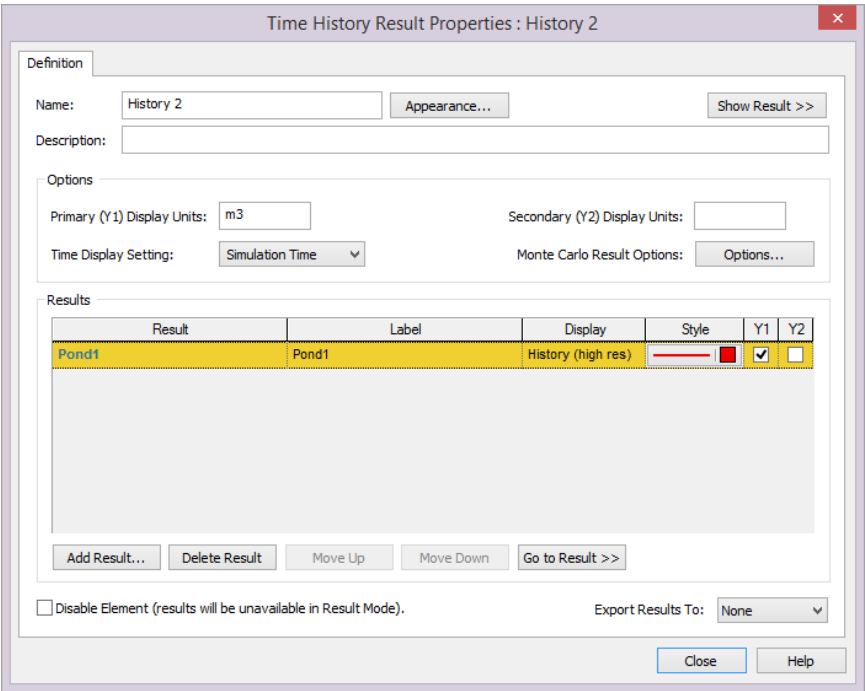 Time History Result Properties : History 2
Definition
Name: History 2 Appearance... Show Result >>
Description:
Options
Primary (Y1) Display Units: m3 Secondary (Y2) Display Units:
Time Display Setting: Simulation Time Monte Carlo Result Options: Options...
Results
Result Label Display Style Y1 Y2
Pond1 Pond1 History (high res)
Add Result... Delete Result Move Up Move Down Go to Result >>
Disable Element (results will be unavailable in Result Mode). Export Results To: None
Close Help